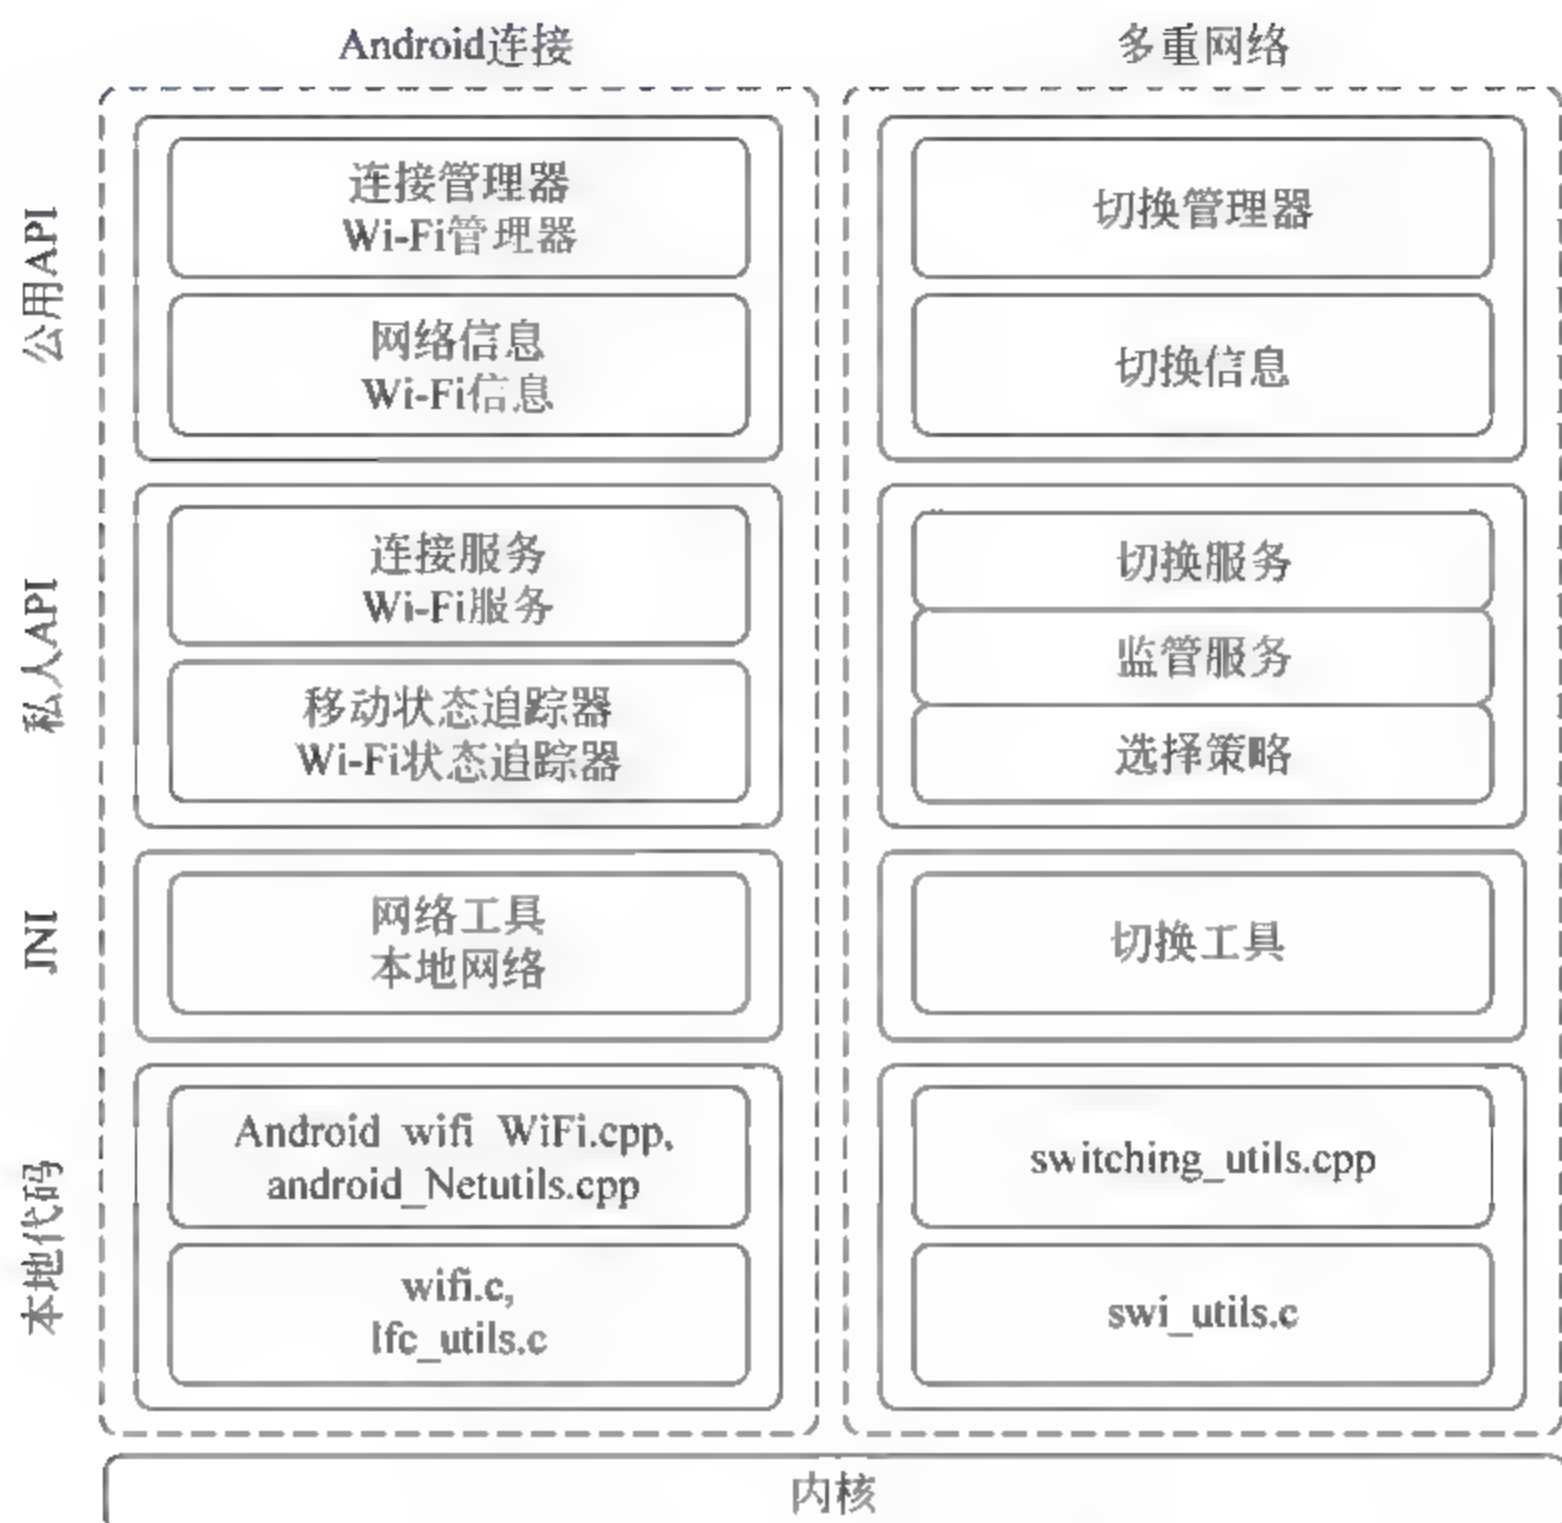 Android连接
多重网络
公用API
连接管理器
Wi-Fi管理器
切换管理器
网络信息
Wi-Fi信息
切换信息
私人API
连接服务
Wi-Fi服务
切换服务
监管服务
移动状态追踪器
Wi-Fi状态追踪器
选择策略
JNI
网络工具
本地网络
切换工具
本地代码
Android wifi WiFi.cpp,
android_Netutils.cpp
switching_utils.cpp
wifi.c,
lfc_utils.c
swi_utils.c
内核